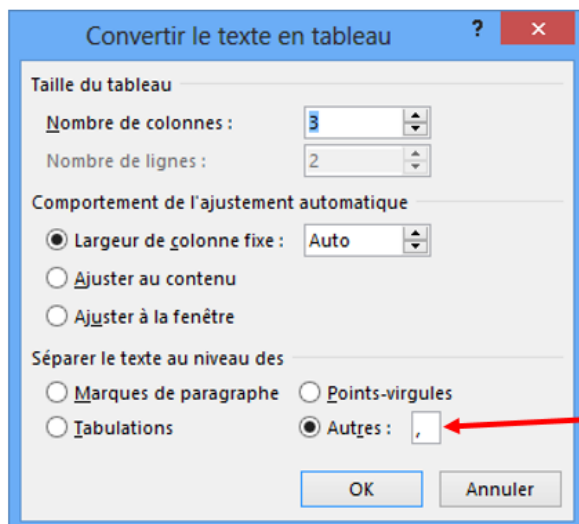 Convertir le texte en tableau ? ×
Taille du tableau
Nombre de colonnes : 3
Nombre de lignes : 2
Comportement de l'ajustement automatique
Largeur de colonne fixe : Auto
Ajuster au contenu
Ajuster à la fenêtre
Séparer le texte au niveau des
Marques de paragraphe Points-virgules
Tabulations Autres : ,
OK Annuler